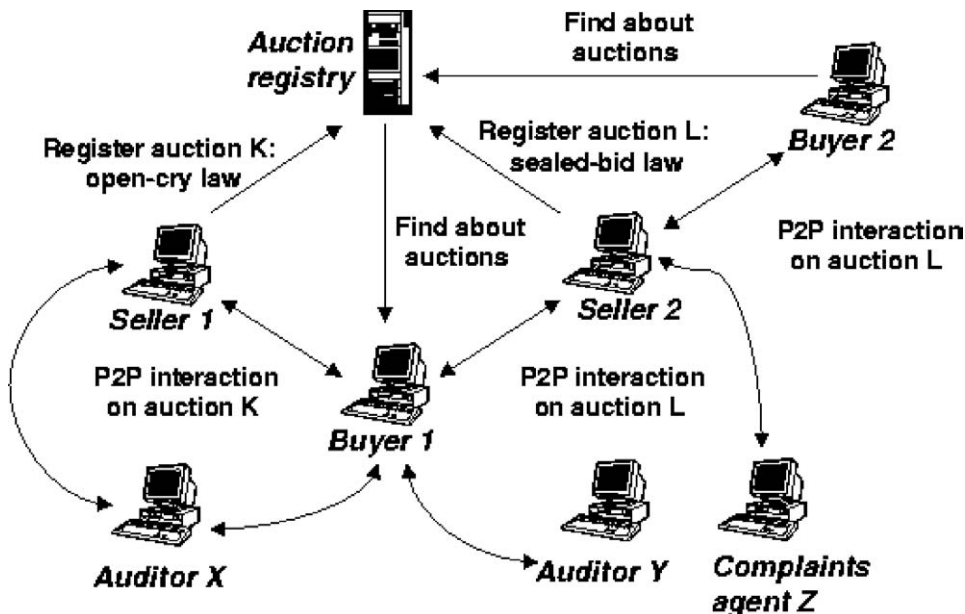 Auction
registry
Find about
auctions
Buyer 2
Register auction K:
open-cry law
Register auction L:
sealed-bid law
Seller 1
Find about
auctions
Seller 2
P2P interaction
on auction L
P2P interaction
on auction K
Buyer 1
P2P interaction
on auction L
Auditor X
Auditor Y
Complaints
agent Z